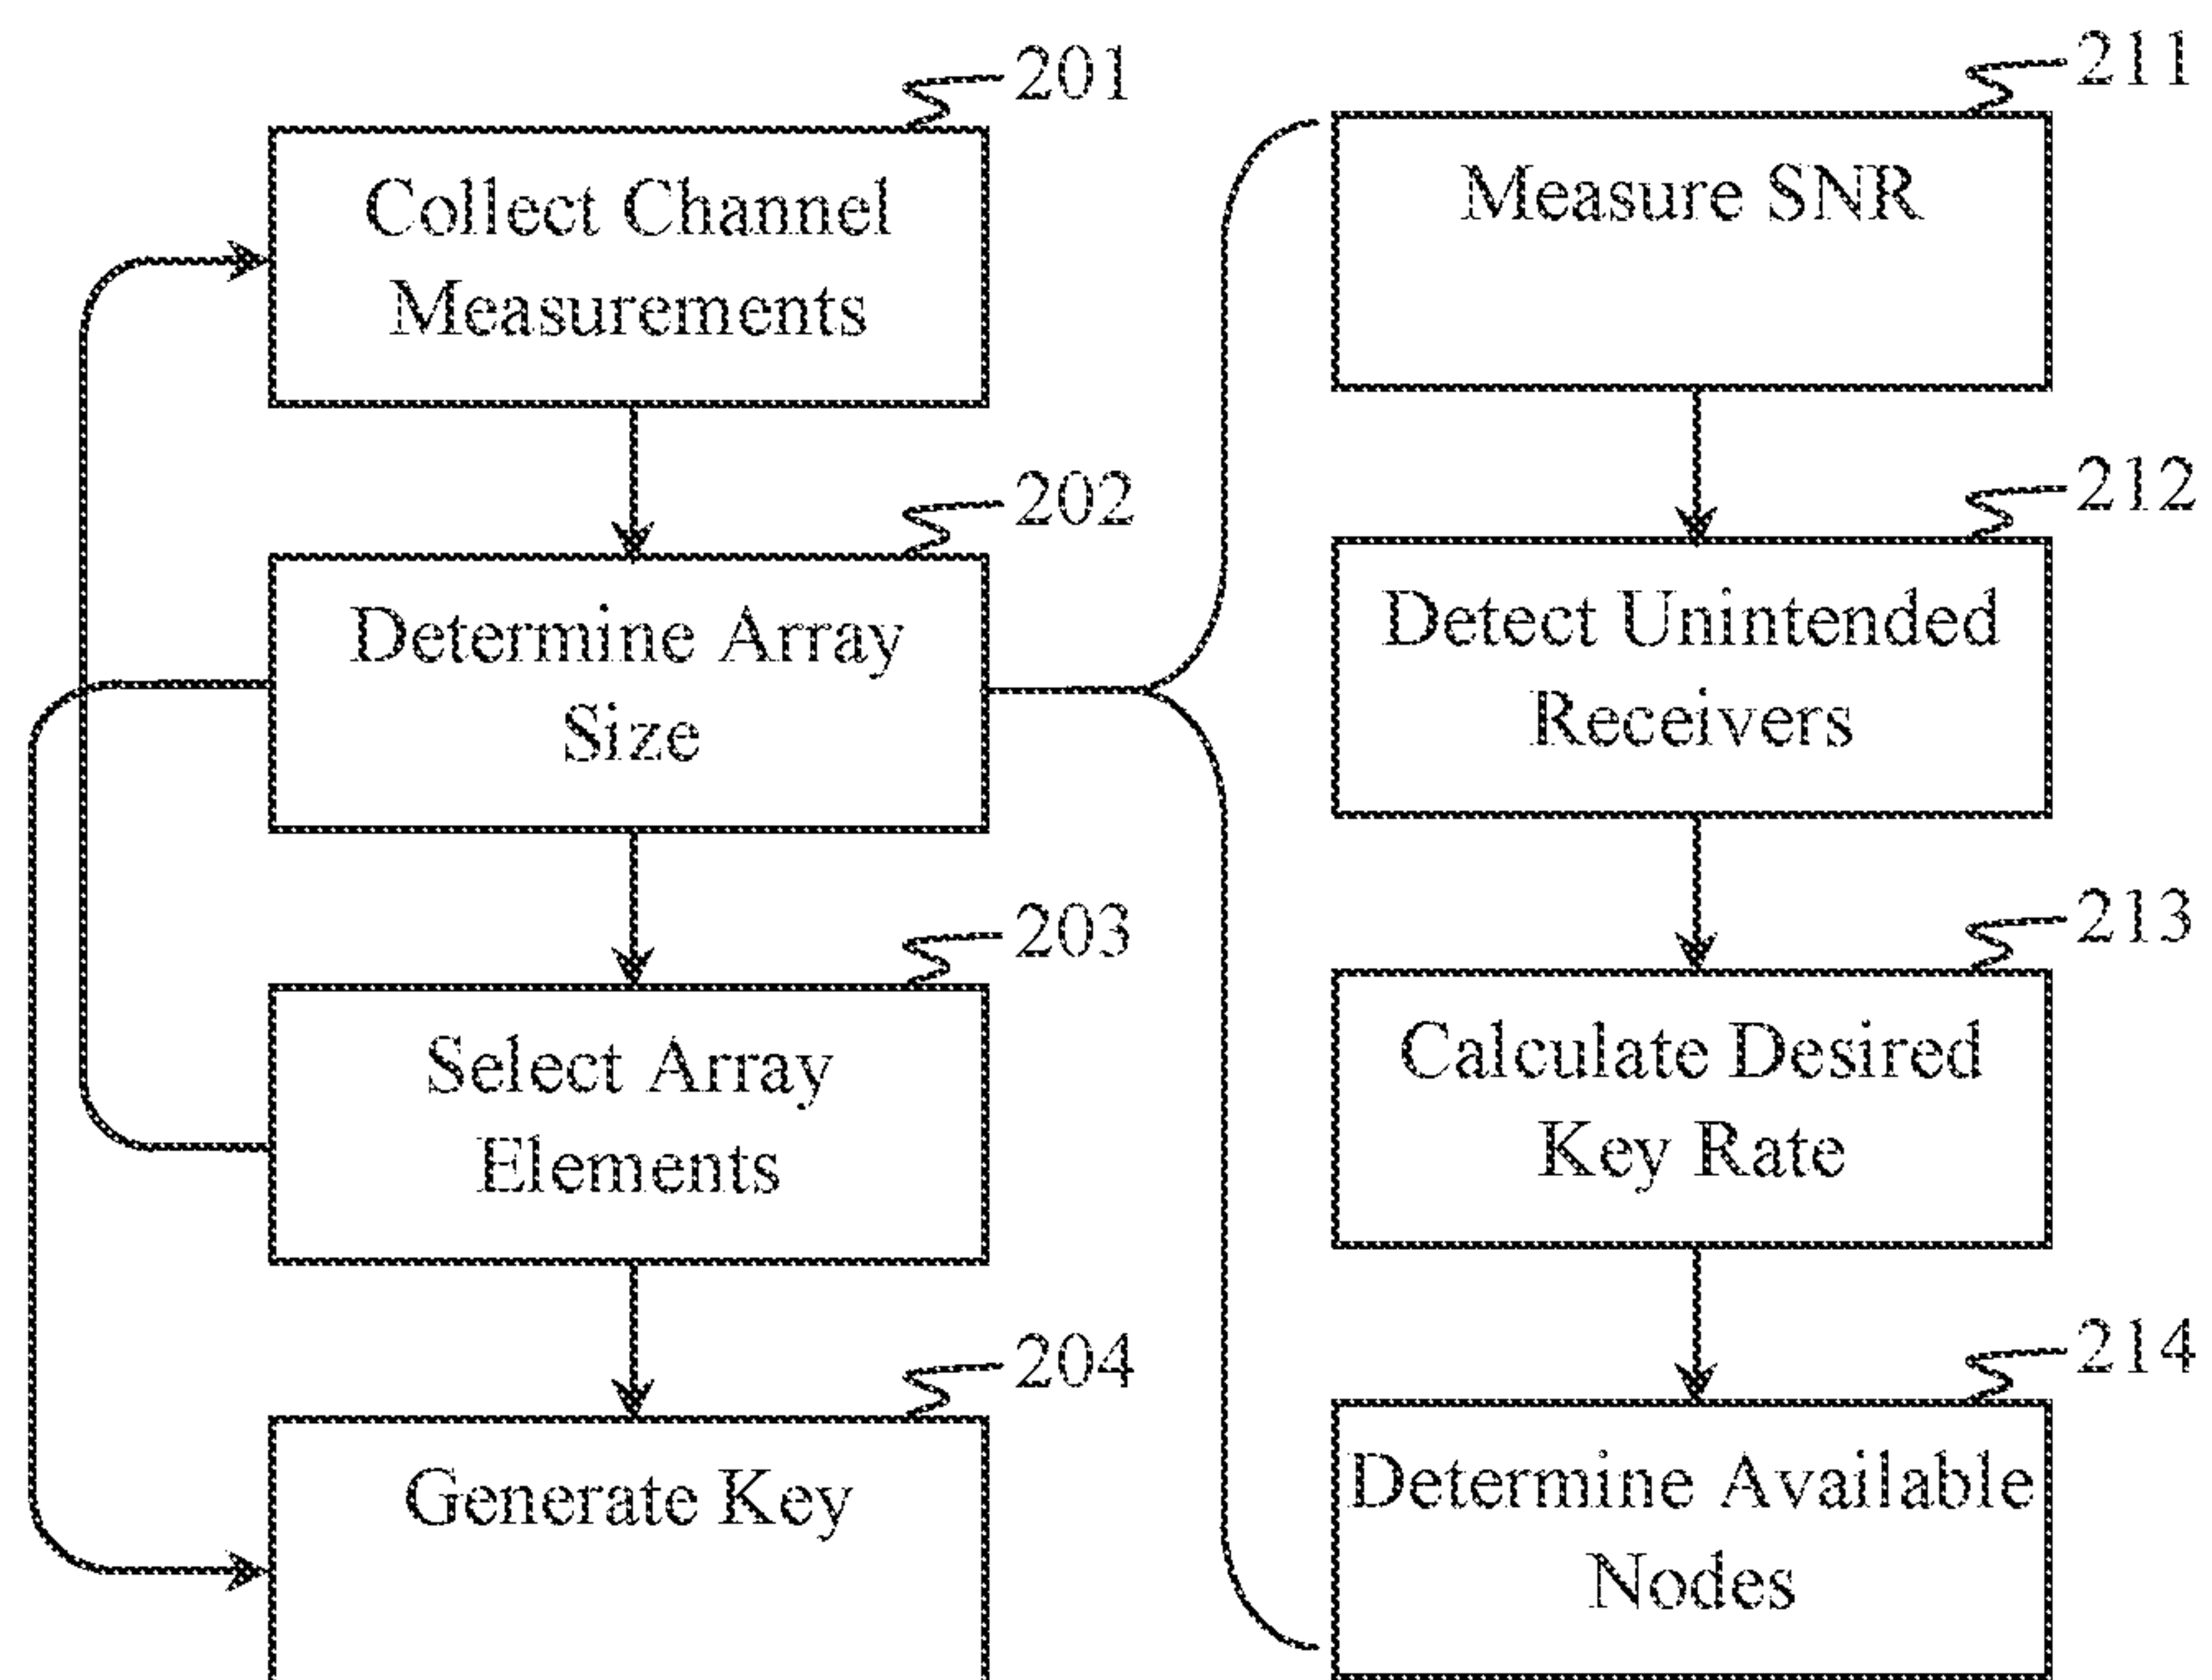 201
Collect Channel
Measurements
202
Determine Array
Size
203
Select Array
Elements
204
Generate Key
211
Measure SNR
212
Detect Unintended
Receivers
213
Calculate Desired
Key Rate
214
Determine Available
Nodes